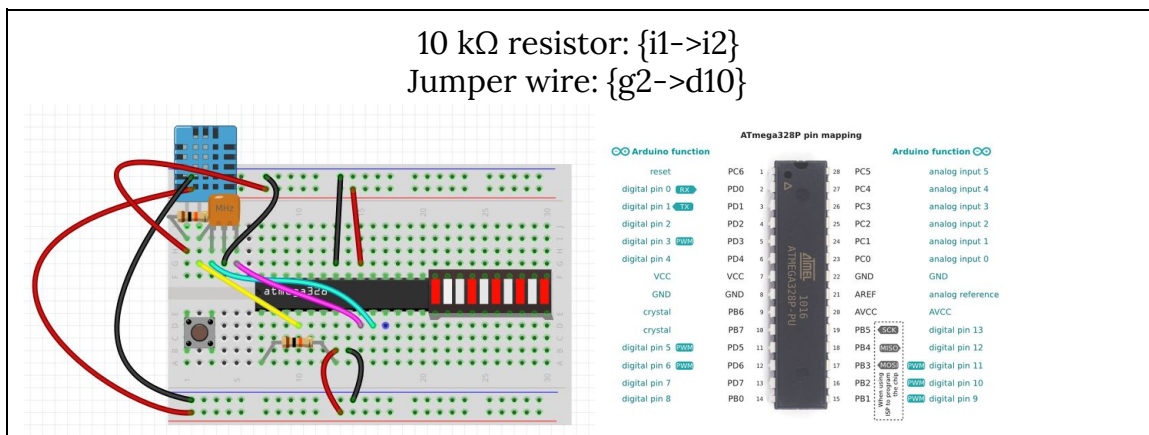 10 kΩ resistor: {i1->i2}
Jumper wire: {g2->d10}
MHz
atmega328
ATmega328P pin mapping
Arduino function
Arduino function
reset PC6 1 28 PC5 analog input 5
digital pin 0 RX PD0 2 27 PC4 analog input 4
digital pin 1 TX PD1 3 26 PC3 analog input 3
digital pin 2 PD2 4 25 PC2 analog input 2
digital pin 3 PWM PD3 5 24 PC1 analog input 1
digital pin 4 PD4 6 23 PC0 analog input 0
VCC VCC 7 22 GND GND
GND GND 8 21 AREF analog reference
crystal PB6 9 20 AVCC AVCC
crystal PB7 10 19 PB5 SCK digital pin 13
digital pin 5 PWM PD5 11 18 PB4 MISO digital pin 12
digital pin 6 PWM PD6 12 17 PB3 MOSI PWM digital pin 11
digital pin 7 PD7 13 16 PB2 PWM digital pin 10
digital pin 8 PB0 14 15 PB1 PWM digital pin 9
When using
ISP to program
the chip
ATMEL
ATMEGA328P-PU
1016